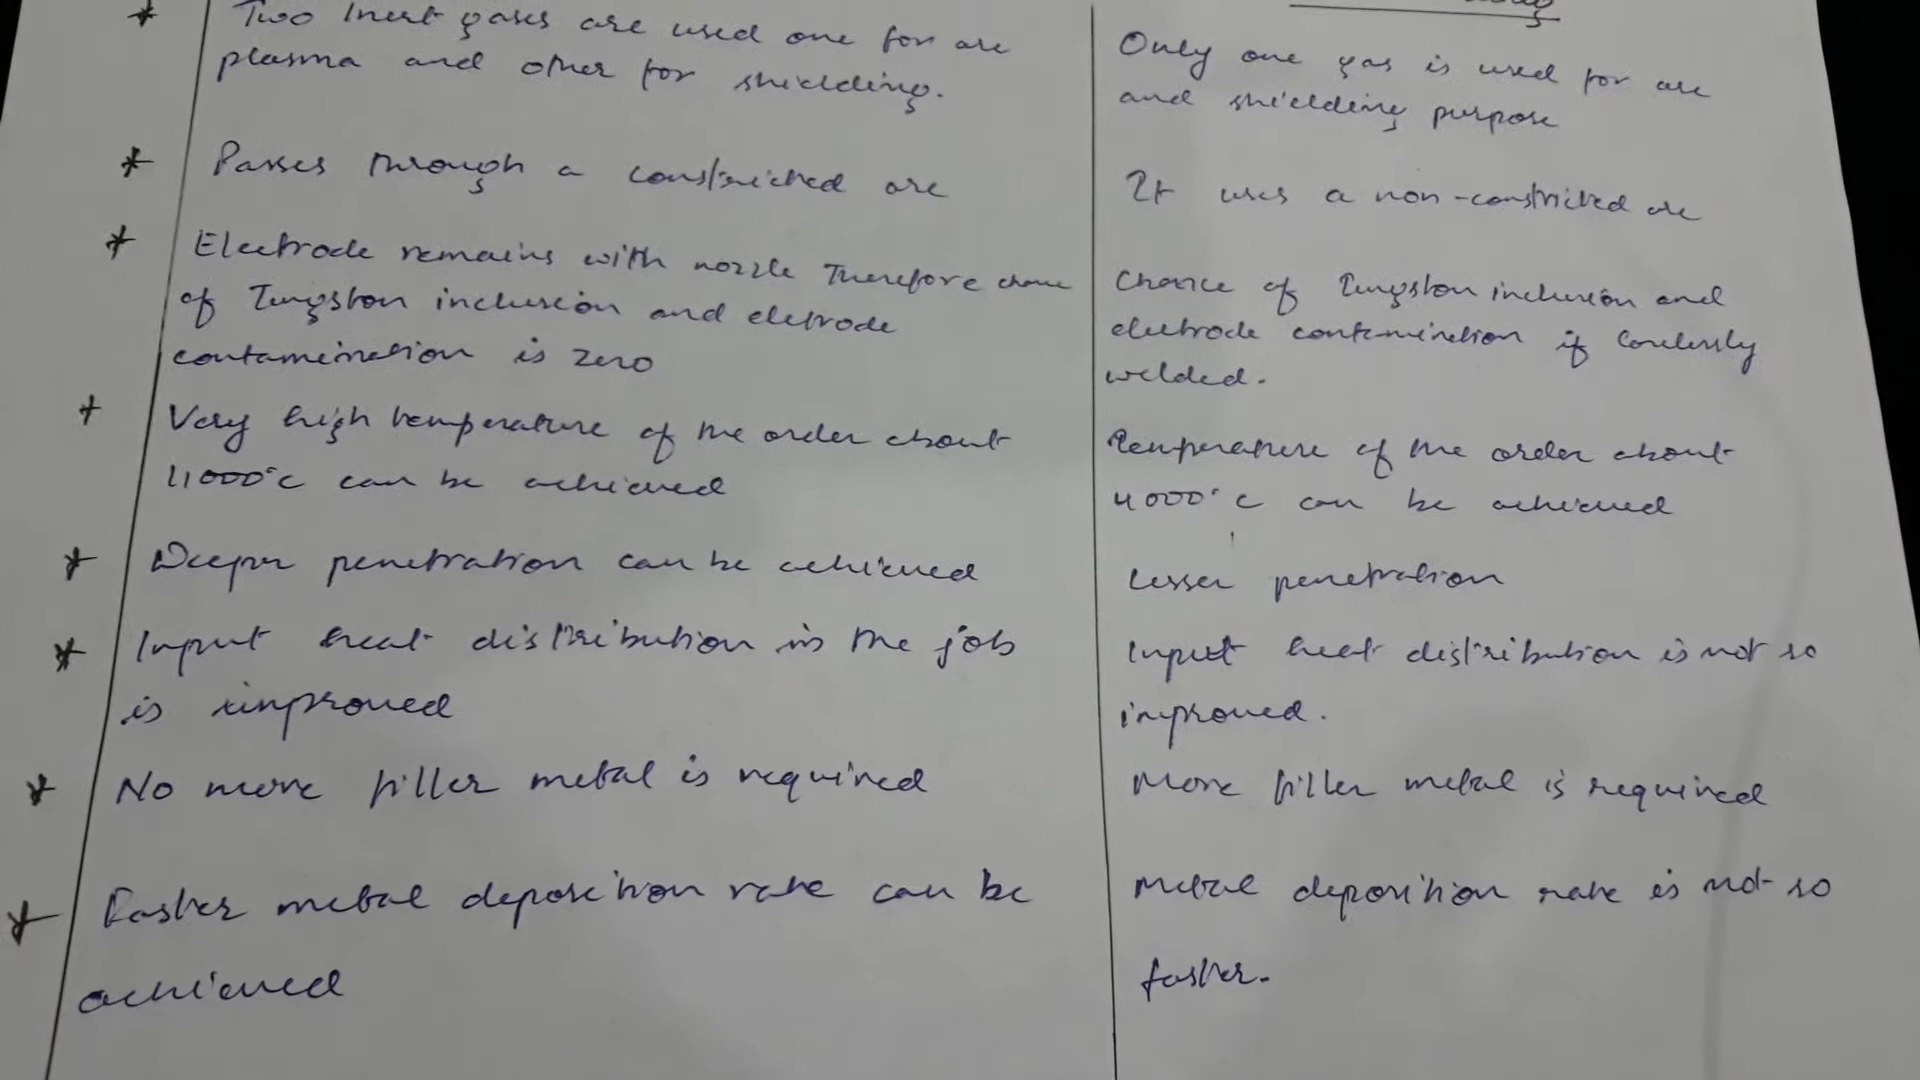 Two Inert gases are used one for arc
plasma and other for shielding.
Passes through a constricted arc
Electrode remains with nozzle Therefore chance
of Tungston inclusion and eletrode
contamination is zero
Very high temperature of the order about
11000°c can be achieved
Deeper penetration can be achieved
Input heat distribution in the job
is improved
No more filler metal is required
Faster metal deposition rate can be
achieved
Only one gas is used for arc
and shielding purpose
It uses a non-constricted arc
Chance of Tungston inclusion and
electrode contamination if carelessly
welded.
Temperature of the order about
4000°c can be achieved
Lesser penetration
Input heat distribution is not so
improved.
More filler metal is required
Metal deposition rate is not so
faster.